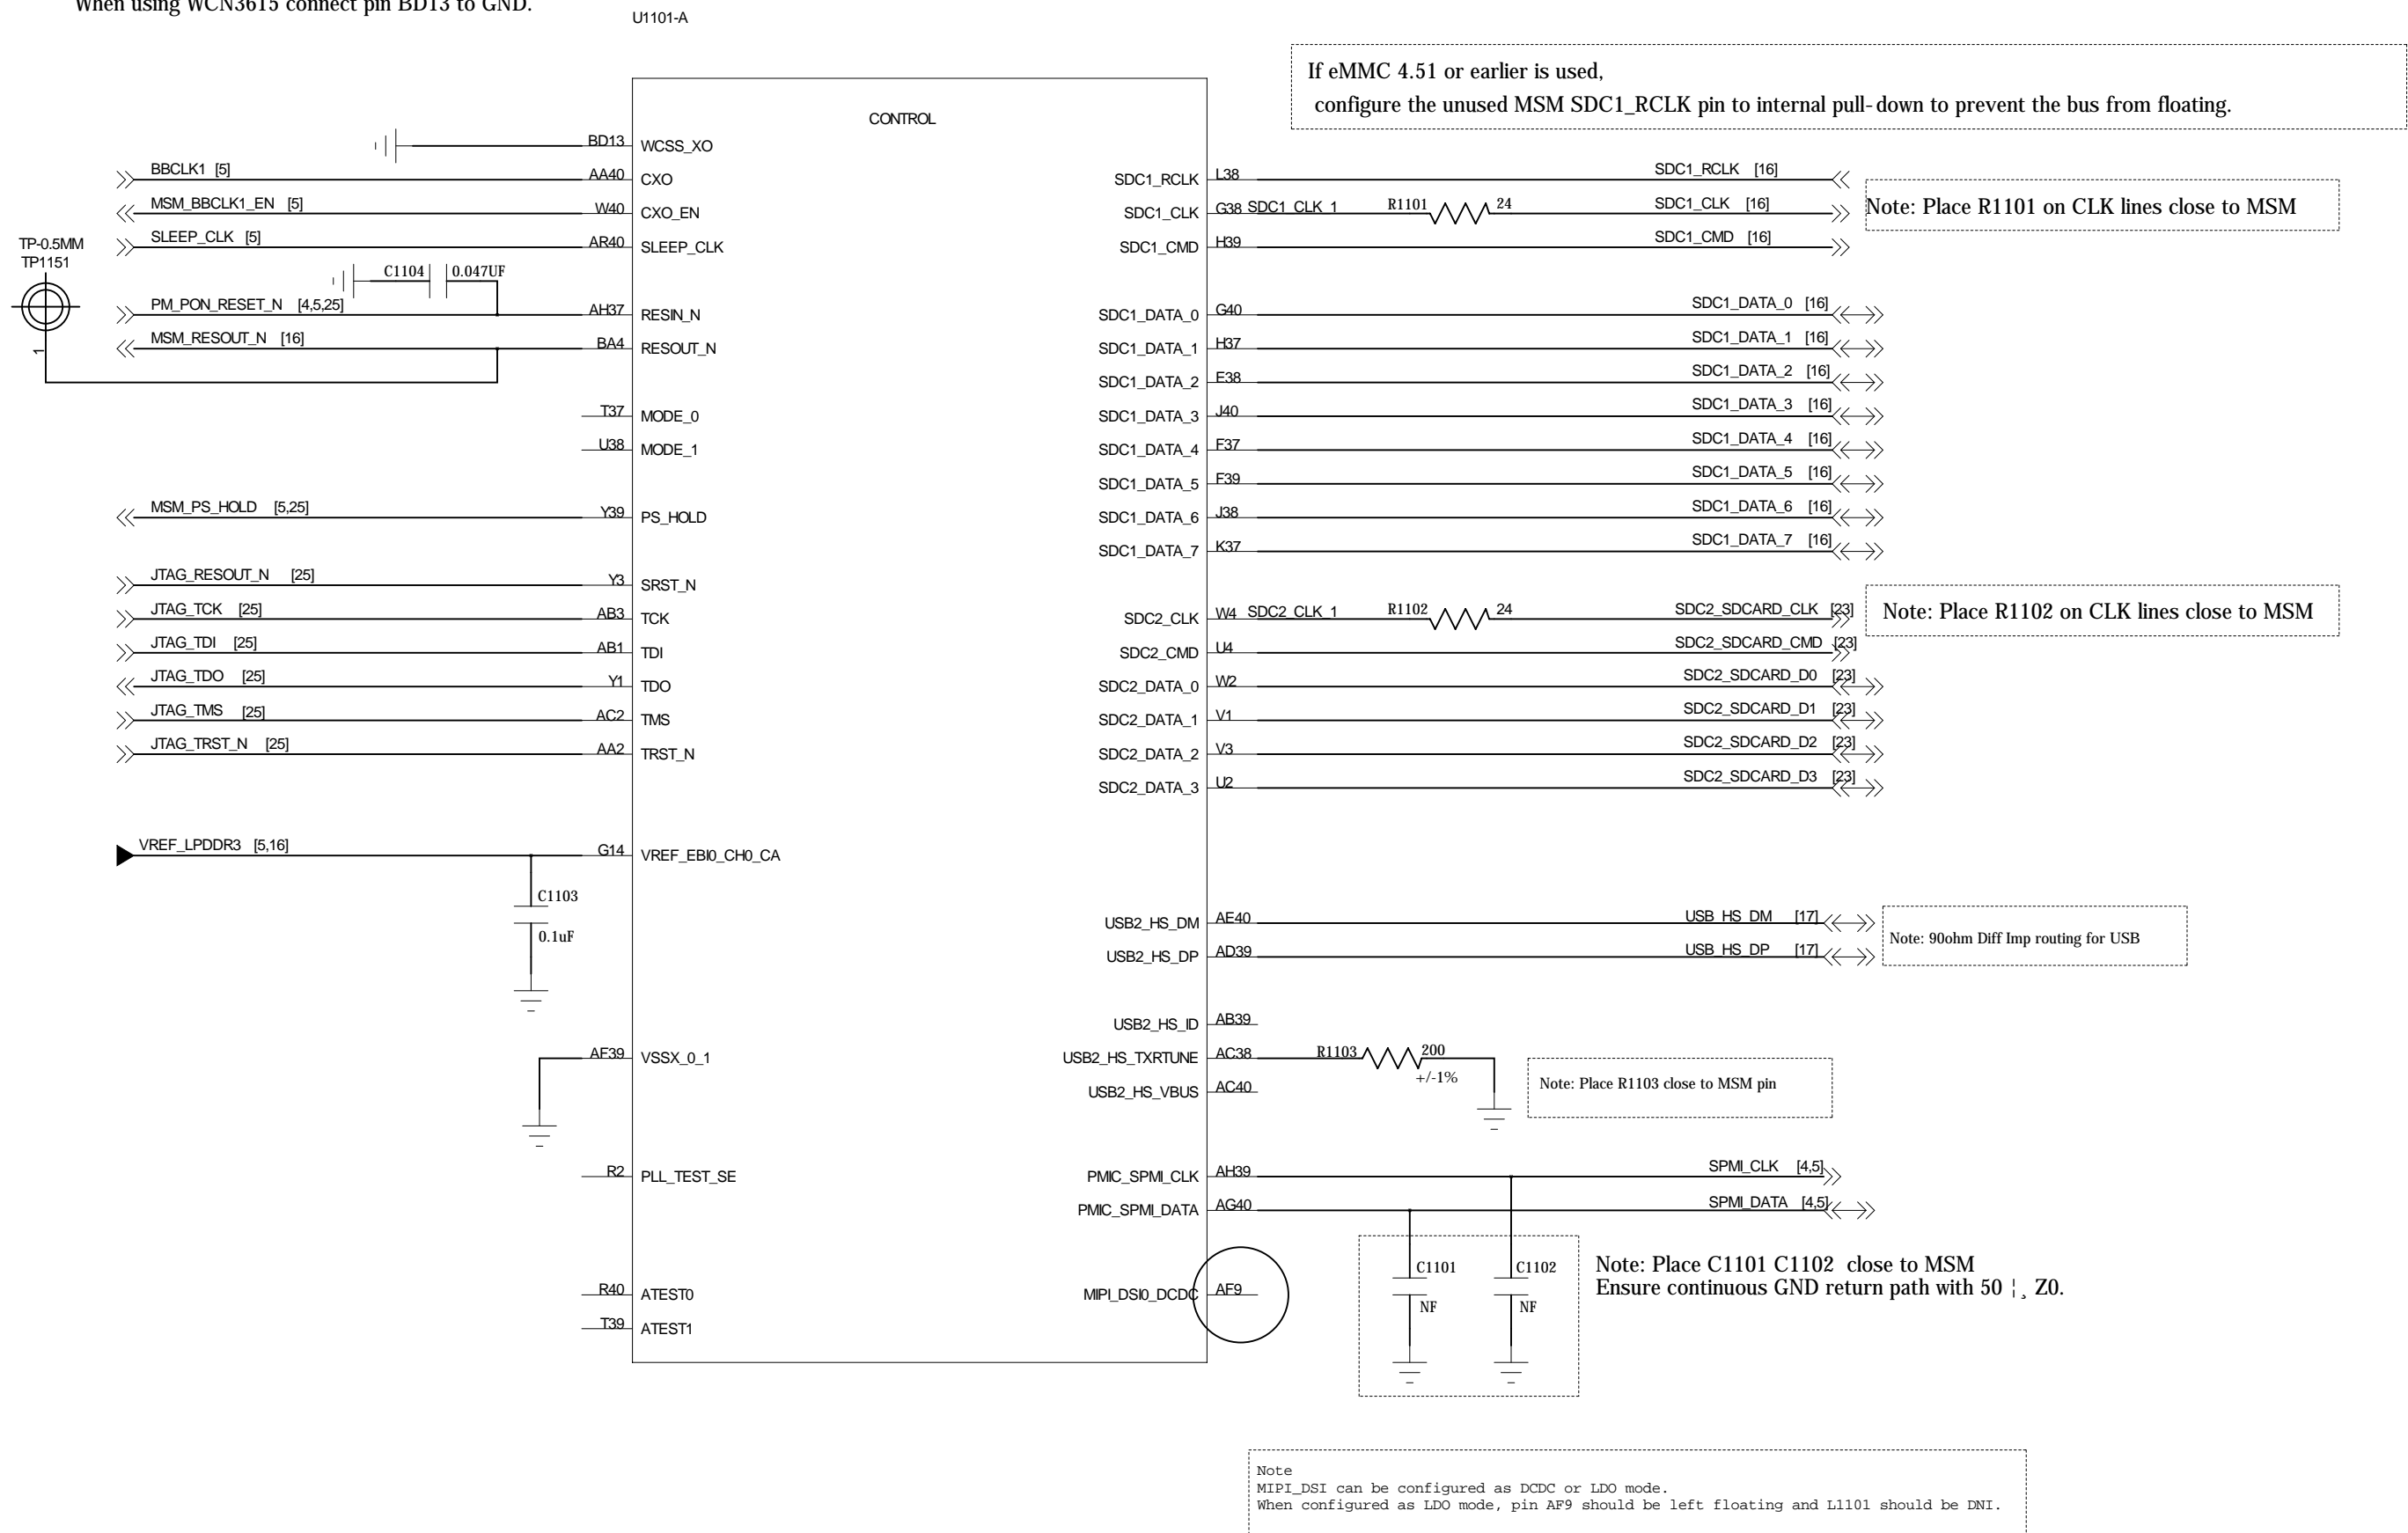 When using WCN3615 connect pin BD13 to GND.
U1101-A
If eMMC 4.51 or earlier is used,
configure the unused MSM SDC1_RCLK pin to internal pull-down to prevent the bus from floating.
CONTROL
BD13 WCSS_XO
BBCLK1 [5] AA40 CXO
MSM_BBCLK1_EN [5] W40 CXO_EN
SLEEP_CLK [5] AR40 SLEEP_CLK
TP-0.5MM
TP1151
1
C1104 0.047UF
PM_PON_RESET_N [4,5,25] AH37 RESIN_N
MSM_RESOUT_N [16] BA4 RESOUT_N
T37 MODE_0
U38 MODE_1
MSM_PS_HOLD [5,25] Y39 PS_HOLD
JTAG_RESOUT_N [25] Y3 SRST_N
JTAG_TCK [25] AB3 TCK
JTAG_TDI [25] AB1 TDI
JTAG_TDO [25] Y1 TDO
JTAG_TMS [25] AC2 TMS
JTAG_TRST_N [25] AA2 TRST_N
VREF_LPDDR3 [5,16] G14 VREF_EBI0_CH0_CA
C1103
0.1uF
AF39 VSSX_0_1
R2 PLL_TEST_SE
R40 ATEST0
T39 ATEST1
SDC1_RCLK L38 SDC1_RCLK [16]
SDC1_CLK G38 SDC1_CLK_1 R1101 24 SDC1_CLK [16]
Note: Place R1101 on CLK lines close to MSM
SDC1_CMD H39 SDC1_CMD [16]
SDC1_DATA_0 G40 SDC1_DATA_0 [16]
SDC1_DATA_1 H37 SDC1_DATA_1 [16]
SDC1_DATA_2 E38 SDC1_DATA_2 [16]
SDC1_DATA_3 J40 SDC1_DATA_3 [16]
SDC1_DATA_4 F37 SDC1_DATA_4 [16]
SDC1_DATA_5 F39 SDC1_DATA_5 [16]
SDC1_DATA_6 J38 SDC1_DATA_6 [16]
SDC1_DATA_7 K37 SDC1_DATA_7 [16]
SDC2_CLK W4 SDC2_CLK_1 R1102 24 SDC2_SDCARD_CLK [23]
Note: Place R1102 on CLK lines close to MSM
SDC2_CMD U4 SDC2_SDCARD_CMD [23]
SDC2_DATA_0 W2 SDC2_SDCARD_D0 [23]
SDC2_DATA_1 V1 SDC2_SDCARD_D1 [23]
SDC2_DATA_2 V3 SDC2_SDCARD_D2 [23]
SDC2_DATA_3 U2 SDC2_SDCARD_D3 [23]
USB2_HS_DM AE40 USB_HS_DM [17]
USB2_HS_DP AD39 USB_HS_DP [17]
Note: 90ohm Diff Imp routing for USB
USB2_HS_ID AB39
USB2_HS_TXRTUNE AC38 R1103 200
+/-1%
Note: Place R1103 close to MSM pin
USB2_HS_VBUS AC40
PMIC_SPMI_CLK AH39 SPMI_CLK [4,5]
PMIC_SPMI_DATA AG40 SPMI_DATA [4,5]
MIPI_DSI0_DCDC AF9
C1101
NF
C1102
NF
Note: Place C1101 C1102 close to MSM
Ensure continuous GND return path with 50 ¦¸ Z0.
Note
MIPI_DSI can be configured as DCDC or LDO mode.
When configured as LDO mode, pin AF9 should be left floating and L1101 should be DNI.